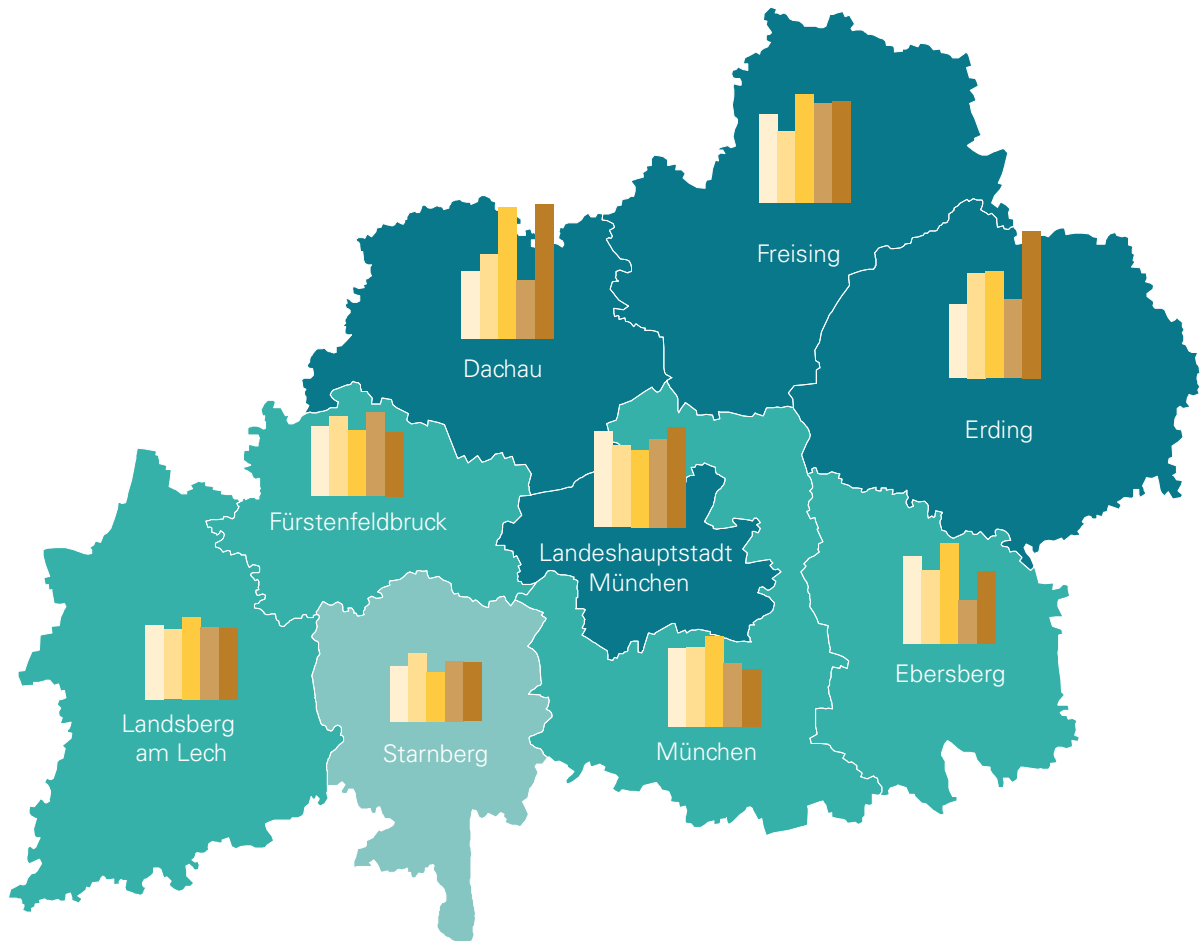 Freising
Dachau
Erding
Fürstenfeldbruck
Landeshauptstadt
München
Ebersberg
Landsberg
am Lech
Starnberg
München